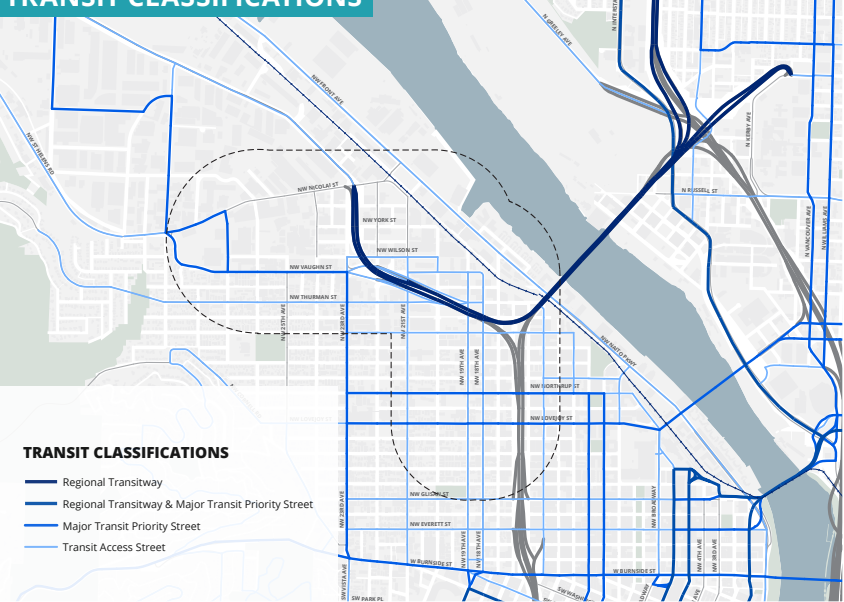 TRANSIT CLASSIFICATIONS
N GREELEY AVE
NW FRONT AVE
N KERBY AVE
NW ST HELENS RD
NW NICOLAI ST
N RUSSELL ST
NW YORK ST
N VANCOUVER AVE
N WILLIAMS AVE
NW WILSON ST
NW VAUGHN ST
NW THURMAN ST
NW 25TH AVE
NW 23RD AVE
NW 21ST AVE
NW NAITO PKWY
NW 19TH AVE
NW 18TH AVE
NW NORTHRUP ST
NW LOVEJOY ST
TRANSIT CLASSIFICATIONS
Regional Transitway
Regional Transitway & Major Transit Priority Street
Major Transit Priority Street
Transit Access Street
NW GLISAN ST
NW 23RD AVE
NW BROADWAY
NW EVERETT ST
NW 19TH AVE
NW 18TH AVE
NW 4TH AVE
NW 3RD AVE
W BURNSIDE ST
W BURNSIDE ST
SW VISTA AVE
SW PARK PL